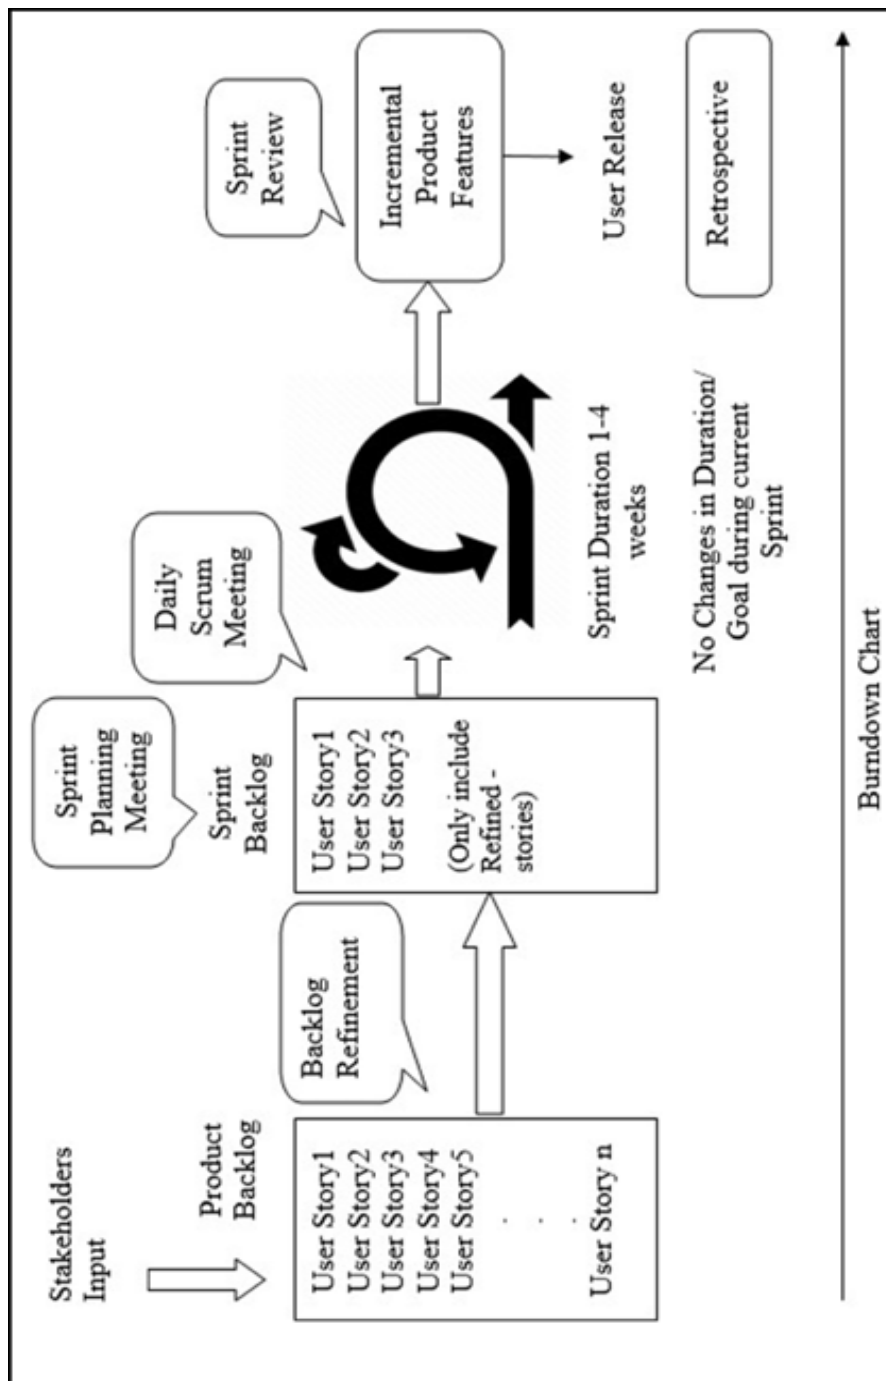 Stakeholders
Input
Product
Backlog
User Story1
User Story2
User Story3
User Story4
User Story5
.
.
.
User Story n
Backlog
Refinement
Sprint
Planning
Meeting
Sprint
Backlog
User Story1
User Story2
User Story3
(Only include
Refined -
stories)
Daily
Scrum
Meeting
Sprint Duration 1-4
weeks
No Changes in Duration/
Goal during current
Sprint
Sprint
Review
Incremental
Product
Features
User Release
Retrospective
Burndown Chart